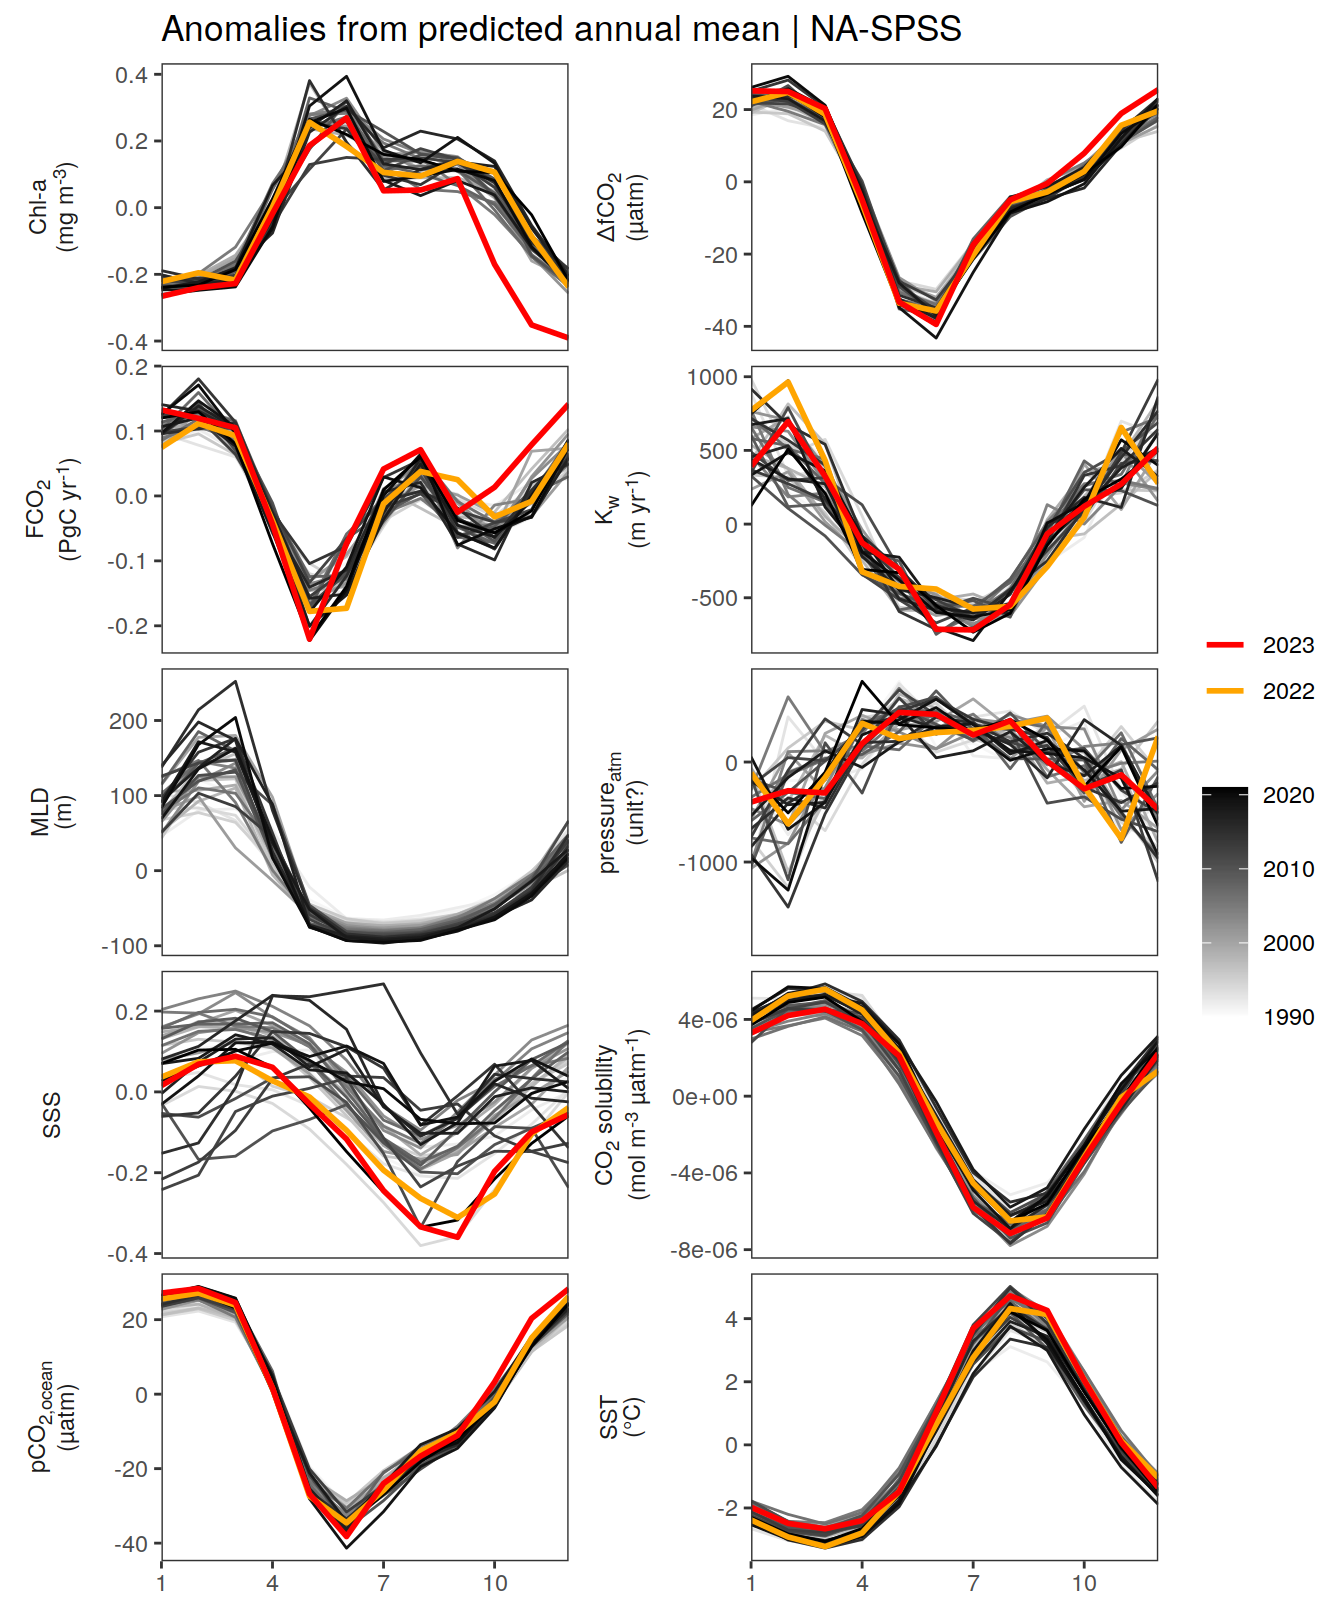 Anomalies from predicted annual mean | NA-SPSS
Chl-a
(mg m-3)
0.4
0.2
0.0
-0.2
-0.4
ΔfCO2
(µatm)
20
0
-20
-40
FCO2
(PgC yr-1)
0.2
0.1
0.0
-0.1
-0.2
Kw
(m yr-1)
1000
500
0
-500
MLD
(m)
200
100
0
-100
pressureatm
(unit?)
0
-1000
SSS
0.2
0.0
-0.2
-0.4
CO2 solubility
(mol m-3 µatm-1)
4e-06
0e+00
-4e-06
-8e-06
pCO2,ocean
(µatm)
20
0
-20
-40
1 4 7 10
SST
(°C)
4
2
0
-2
1 4 7 10
2023
2022
2020
2010
2000
1990